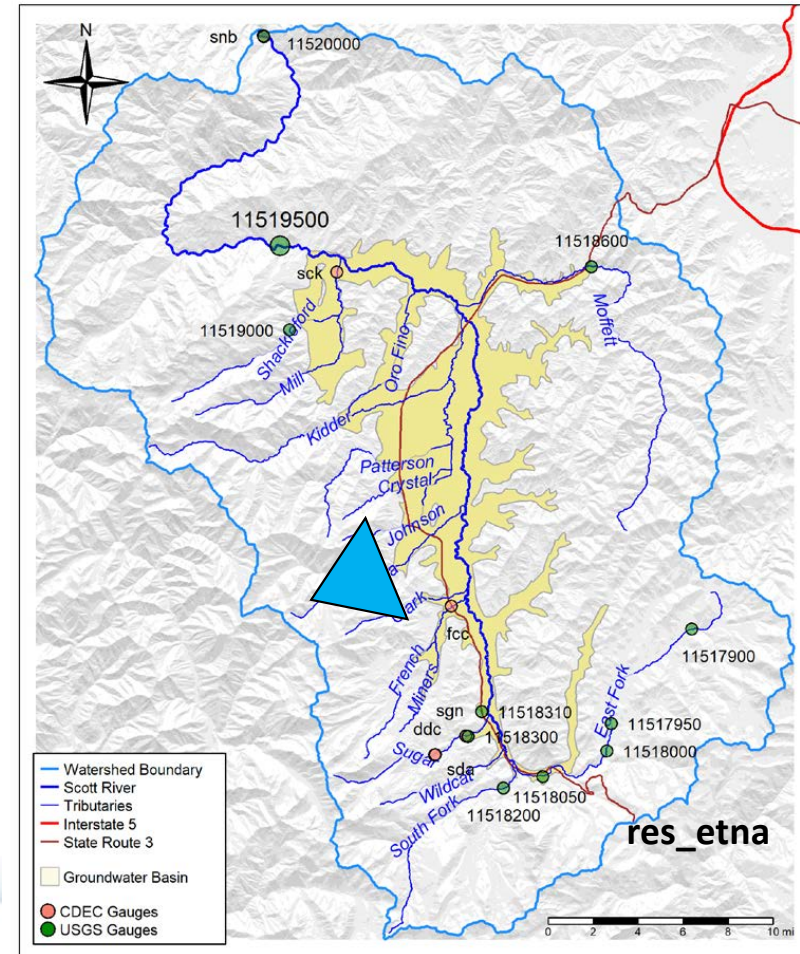 N
snb
11520000
11519500
11518600
sck
11519000
Shackleford
Mill
Oro Fino
Moffett
Kidder
Patterson
Crystal
Johnson
a
ark
fcc
French
Miners
11517900
sgn
11518310
East Fork
11517950
ddc
11518300
11518000
Sugar
sda
Wildcat
11518050
11518200
South Fork
res_etna
Watershed Boundary
Scott River
Tributaries
Interstate 5
State Route 3
Groundwater Basin
CDEC Gauges
USGS Gauges
0 2 4 6 8 10 mi